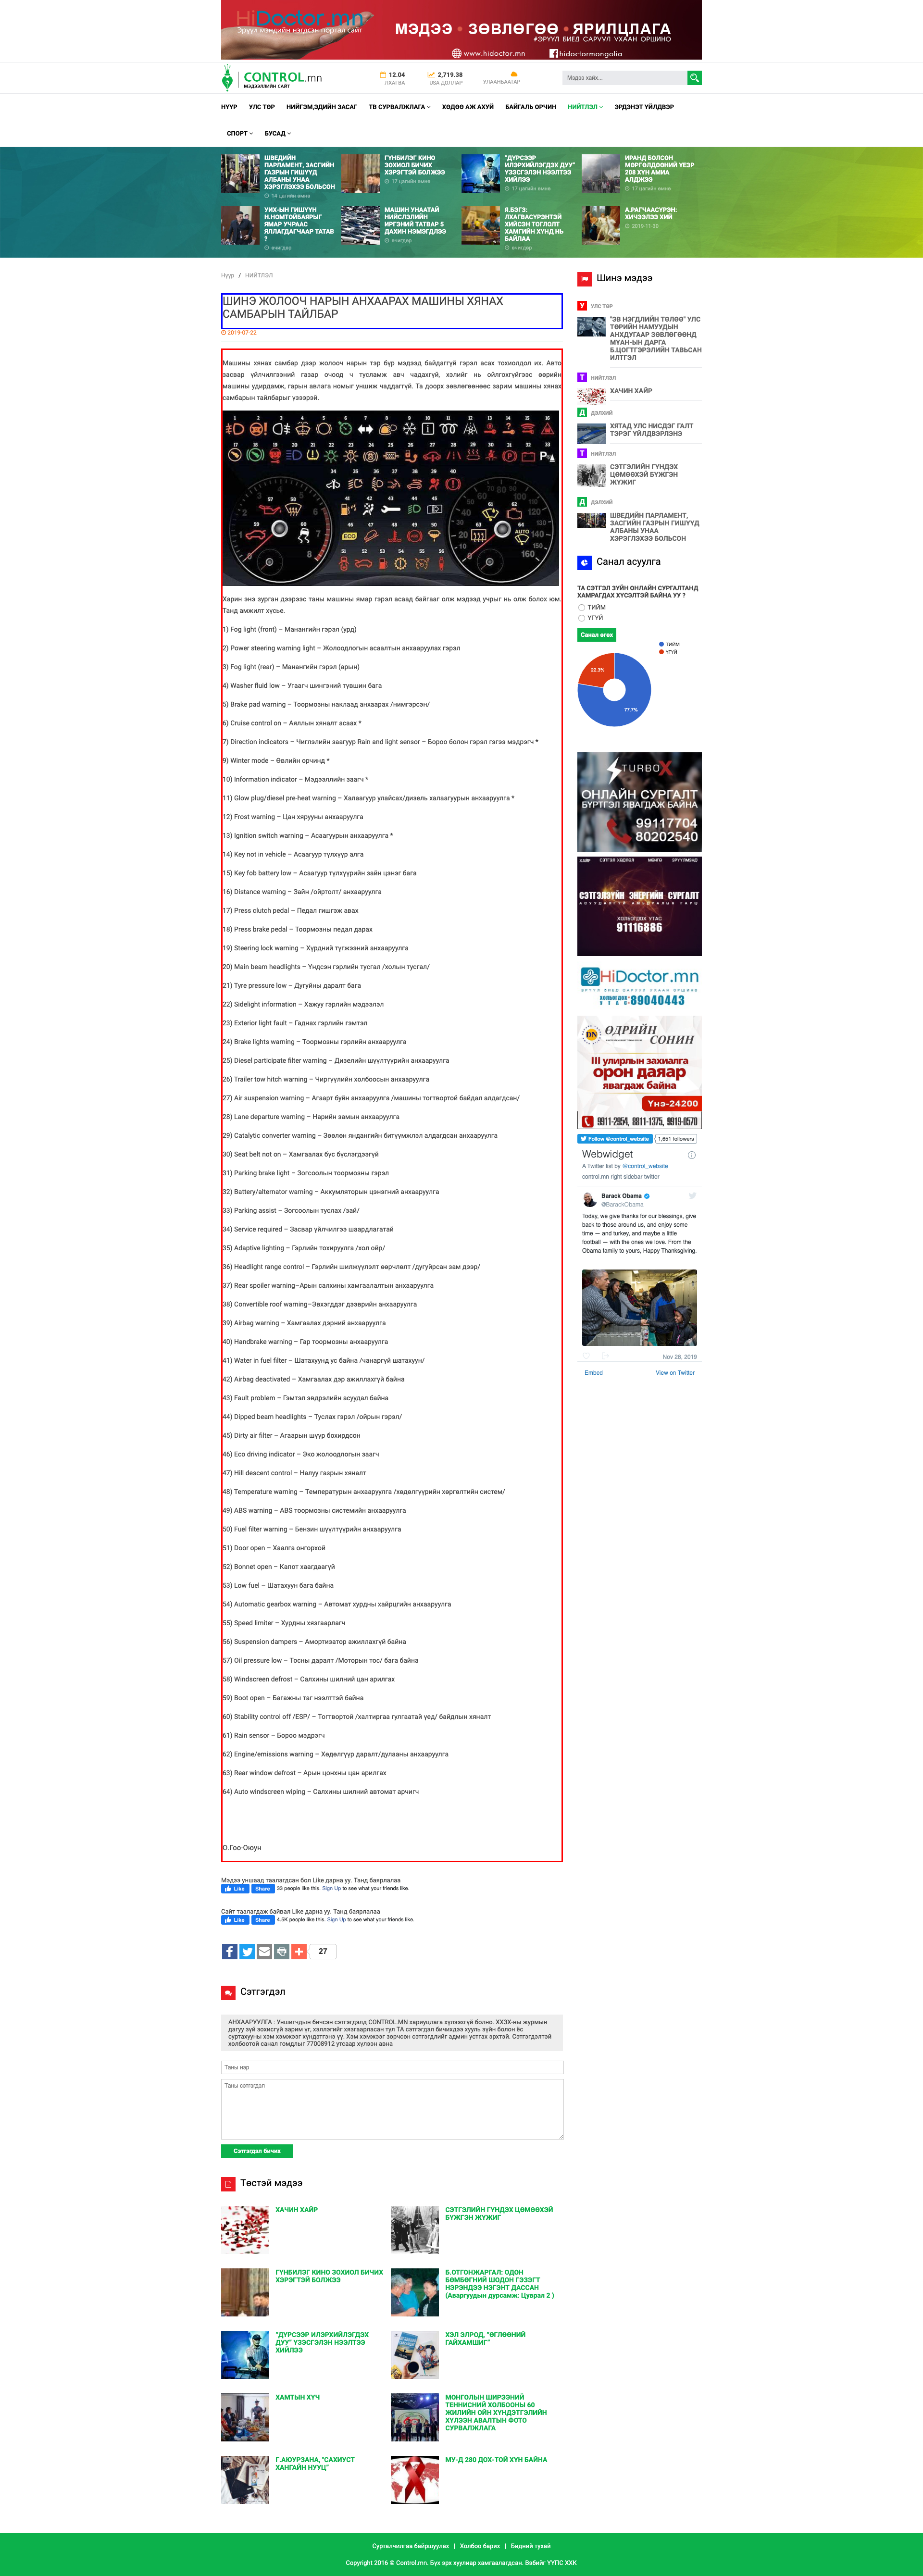 HiDoctor.mn
Эрүүл мэндийн нэгдсэн портал сайт
МЭДЭЭ • ЗӨВЛӨГӨӨ • ЯРИЛЦЛАГА
#ЭРҮҮЛ БИЕД САРУУЛ УХААН ОРШИНО
www.hidoctor.mn
hidoctormongolia
CONTROL.mn
МЭДЭЭЛЛИЙН САЙТ
12.04
ЛХАГВА
2,719.38
USA ДОЛЛАР
УЛААНБААТАР
Мэдээ хайх...
НҮҮР УЛС ТӨР НИЙГЭМ,ЭДИЙН ЗАСАГ ТВ СУРВАЛЖЛАГА ХӨДӨӨ АЖ АХУЙ БАЙГАЛЬ ОРЧИН НИЙТЛЭЛ ЭРДЭНЭТ ҮЙЛДВЭР
СПОРТ БУСАД
ШВЕДИЙН ПАРЛАМЕНТ, ЗАСГИЙН ГАЗРЫН ГИШҮҮД АЛБАНЫ УНАА ХЭРЭГЛЭХЭЭ БОЛЬСОН
14 цагийн өмнө
ГҮНБИЛЭГ КИНО ЗОХИОЛ БИЧИХ ХЭРЭГТЭЙ БОЛЖЭЭ
17 цагийн өмнө
"ДҮРСЭЭР ИЛЭРХИЙЛЭГДЭХ ДУУ" ҮЗЭСГЭЛЭН НЭЭЛТЭЭ ХИЙЛЭЭ
17 цагийн өмнө
ИРАНД БОЛСОН МӨРГӨЛДӨӨНИЙ ҮЕЭР 208 ХҮН АМИА АЛДЖЭЭ
17 цагийн өмнө
УИХ-ЫН ГИШҮҮН Н.НОМТОЙБАЯРЫГ ЯМАР УЧРААС ЯЛЛАГДАГЧААР ТАТАВ ?
өчигдөр
МАШИН УНААТАЙ НИЙСЛЭЛИЙН ИРГЭНИЙ ТАТВАР 5 ДАХИН НЭМЭГДЛЭЭ
өчигдөр
Я.БЭГЗ: ЛХАГВАСҮРЭНТЭЙ ХИЙСЭН ТОГЛОЛТ ХАМГИЙН ХҮНД НЬ БАЙЛАА
өчигдөр
А.РАГЧААСҮРЭН: ХИЧЭЭЛЭЭ ХИЙ
2019-11-30
Нүүр / НИЙТЛЭЛ
ШИНЭ ЖОЛООЧ НАРЫН АНХААРАХ МАШИНЫ ХЯНАХ
САМБАРЫН ТАЙЛБАР
2019-07-22
Машины хянах самбар дээр жолооч нарын тэр бүр мэдээд байдаггүй гэрэл асах тохиолдол их. Авто
засвар үйлчилгээний газар очоод ч тусламж авч чадахгүй, хэлийг нь ойлгохгүйгээс өөрийн
машины удирдамж, гарын авлага номыг уншиж чаддаггүй. Та доорх зөвлөгөөнөөс зарим машины хянах
самбарын тайлбарыг үзээрэй.
Харин энэ зурган дээрээс таны машины ямар гэрэл асаад байгааг олж мэдээд учрыг нь олж болох юм.
Танд амжилт хүсье.
1) Fog light (front) – Манангийн гэрэл (урд)
2) Power steering warning light – Жолоодлогын асалтын анхааруулах гэрэл
3) Fog light (rear) – Манангийн гэрэл (арын)
4) Washer fluid low – Угаагч шингэний түвшин бага
5) Brake pad warning – Тоормозны наклаад анхаарах /нимгэрсэн/
6) Cruise control on – Аяллын хяналт асаах *
7) Direction indicators – Чиглэлийн заагуур Rain and light sensor – Бороо болон гэрэл гэгээ мэдрэгч *
9) Winter mode – Өвлийн орчинд *
10) Information indicator – Мэдээллийн заагч *
11) Glow plug/diesel pre-heat warning – Халаагуур улайсах/дизель халаагуурын анхааруулга *
12) Frost warning – Цан хярууны анхааруулга
13) Ignition switch warning – Асаагуурын анхааруулга *
14) Key not in vehicle – Асаагуур түлхүүр алга
15) Key fob battery low – Асаагуур түлхүүрийн зайн цэнэг бага
16) Distance warning – Зайн /ойртолт/ анхааруулга
17) Press clutch pedal – Педал гишгэж авах
18) Press brake pedal – Тоормозны педал дарах
19) Steering lock warning – Хүрдний түгжээний анхааруулга
20) Main beam headlights – Үндсэн гэрлийн тусгал /холын тусгал/
21) Tyre pressure low – Дугуйны даралт бага
22) Sidelight information – Хажуу гэрлийн мэдээлэл
23) Exterior light fault – Гаднах гэрлийн гэмтэл
24) Brake lights warning – Тоормозны гэрлийн анхааруулга
25) Diesel particulate filter warning – Дизелийн шүүлтүүрийн анхааруулга
26) Trailer tow hitch warning – Чиргүүлийн холбоосын анхааруулга
27) Air suspension warning – Агаарт буйн анхааруулга /машины тогтвортой байдал алдагдсан/
28) Lane departure warning – Нарийн замын анхааруулга
29) Catalytic converter warning – Зөөлөн яндангийн битүүмжлэл алдагдсан анхааруулга
30) Seat belt not on – Хамгаалах бүс бүслэгдээгүй
31) Parking brake light – Зогсоолын тоормозны гэрэл
32) Battery/alternator warning – Аккумляторын цэнэгний анхааруулга
33) Parking assist – Зогсоолын туслах /зай/
34) Service required – Засвар үйлчилгээ шаардлагатай
35) Adaptive lighting – Гэрлийн тохируулга /хол ойр/
36) Headlight range control – Гэрлийн шилжүүлэлт өөрчлөлт /дугуйрсан зам дээр/
37) Rear spoiler warning–Арын салхины хамгаалалтын анхааруулга
38) Convertible roof warning–Эвхэгддэг дээврийн анхааруулга
39) Airbag warning – Хамгаалах дэрний анхааруулга
40) Handbrake warning – Гар тоормозны анхааруулга
41) Water in fuel filter – Шатахуунд ус байна /чанаргүй шатахуун/
42) Airbag deactivated – Хамгаалах дэр ажиллахгүй байна
43) Fault problem – Гэмтэл эвдрэлийн асуудал байна
44) Dipped beam headlights – Туслах гэрэл /ойрын гэрэл/
45) Dirty air filter – Агаарын шүүр бохирдсон
46) Eco driving indicator – Эко жолоодлогын заагч
47) Hill descent control – Налуу газрын хяналт
48) Temperature warning – Температурын анхааруулга /хөдөлгүүрийн хөргөлтийн систем/
49) ABS warning – ABS тоормозны системийн анхааруулга
50) Fuel filter warning – Бензин шүүлтүүрийн анхааруулга
51) Door open – Хаалга онгорхой
52) Bonnet open – Капот хаагдаагүй
53) Low fuel – Шатахуун бага байна
54) Automatic gearbox warning – Автомат хурдны хайрцгийн анхааруулга
55) Speed limiter – Хурдны хязгаарлагч
56) Suspension dampers – Амортизатор ажиллахгүй байна
57) Oil pressure low – Тосны даралт /Моторын тос/ бага байна
58) Windscreen defrost – Салхины шилний цан арилгах
59) Boot open – Багажны таг нээлттэй байна
60) Stability control off /ESP/ – Тогтвортой /халтиргаа гулгаатай үед/ байдлын хяналт
61) Rain sensor – Бороо мэдрэгч
62) Engine/emissions warning – Хөдөлгүүр даралт/дулааны анхааруулга
63) Rear window defrost – Арын цонхны цан арилгах
64) Auto windscreen wiping – Салхины шилний автомат арчигч
О.Гоо-Оюун
Мэдээ уншаад таалагдсан бол Like дарна уу. Танд баярлалаа
Like Share 33 people like this. Sign Up to see what your friends like.
Сайт таалагдаж байвал Like дарна уу. Танд баярлалаа
Like Share 4.5K people like this. Sign Up to see what your friends like.
27
Сэтгэгдэл
АНХААРУУЛГА : Уншигчдын бичсэн сэтгэгдэлд CONTROL.MN хариуцлага хүлээхгүй болно. ХХЗХ-ны журмын
дагуу зүй зохисгүй зарим үг, хэллэгийг хязгаарласан тул ТА сэтгэгдэл бичихдээ хууль зүйн болон ёс
суртахууны хэм хэмжээг хүндэтгэнэ үү. Хэм хэмжээг зөрчсөн сэтгэгдлийг админ устгах эрхтэй. Сэтгэгдэлтэй
холбоотой санал гомдлыг 77008912 утсаар хүлээн авна
Таны нэр
Таны сэтгэгдэл
Сэтгэгдэл бичих
Төстэй мэдээ
ХАЧИН ХАЙР
СЭТГЭЛИЙН ГҮНДЭХ ЦӨМӨӨХЭЙ
БҮЖГЭН ЖҮЖИГ
ГҮНБИЛЭГ КИНО ЗОХИОЛ БИЧИХ
ХЭРЭГТЭЙ БОЛЖЭЭ
Б.ОТГОНЖАРГАЛ: ОДОН
БӨМБӨГНИЙ ШОДОН ГЭЗЭГТ
НЭРЭНДЭЭ НЭГЭНТ ДАССАН
(Аваргуудын дурсамж: Цуврал 2 )
"ДҮРСЭЭР ИЛЭРХИЙЛЭГДЭХ
ДУУ" ҮЗЭСГЭЛЭН НЭЭЛТЭЭ
ХИЙЛЭЭ
ХЭЛ ЭЛРОД, "ӨГЛӨӨНИЙ
ГАЙХАМШИГ"
ХАМТЫН ХҮЧ
МОНГОЛЫН ШИРЭЭНИЙ
ТЕННИСНИЙ ХОЛБООНЫ 60
ЖИЛИЙН ОЙН ХҮНДЭТГЭЛИЙН
ХҮЛЭЭН АВАЛТЫН ФОТО
СУРВАЛЖЛАГА
Г.АЮУРЗАНА, "САХИУСТ
ХАНГАЙН НУУЦ"
МУ-Д 280 ДОХ-ТОЙ ХҮН БАЙНА
Шинэ мэдээ
У УЛС ТӨР
"ЭВ НЭГДЛИЙН ТӨЛӨӨ" УЛС
ТӨРИЙН НАМУУДЫН
АНХДУГААР ЗӨВЛӨГӨӨНД
МҮАН-ЫН ДАРГА
Б.ЦОГТГЭРЭЛИЙН ТАВЬСАН
ИЛТГЭЛ
Т НИЙТЛЭЛ
ХАЧИН ХАЙР
Д ДЭЛХИЙ
ХЯТАД УЛС НИСДЭГ ГАЛТ
ТЭРЭГ ҮЙЛДВЭРЛЭНЭ
Т НИЙТЛЭЛ
СЭТГЭЛИЙН ГҮНДЭХ
ЦӨМӨӨХЭЙ БҮЖГЭН
ЖҮЖИГ
Д ДЭЛХИЙ
ШВЕДИЙН ПАРЛАМЕНТ,
ЗАСГИЙН ГАЗРЫН ГИШҮҮД
АЛБАНЫ УНАА
ХЭРЭГЛЭХЭЭ БОЛЬСОН
Санал асуулга
ТА СЭТГЭЛ ЗҮЙН ОНЛАЙН СУРГАЛТАНД
ХАМРАГДАХ ХҮСЭЛТЭЙ БАЙНА УУ ?
ТИЙМ
ҮГҮЙ
Санал өгөх
ТИЙМ
ҮГҮЙ
22.3%
77.7%
TURBOX
ОНЛАЙН СУРГАЛТ
БҮРТГЭЛ ЯВАГДАЖ БАЙНА
99117704
80202540
ХАЙР СЭТГЭЛ ХӨДЛӨЛ МӨНГӨ ЭРҮҮЛМЭНД
СЭТГЭЛЗҮЙН ЭНЕРГИЙН СУРГАЛТ
ХОЛБОГДОХ УТАС
91116886
HiDoctor.mn
ЭРҮҮЛ БИЕД САРУУЛ УХААН ОРШИНО
ХОЛБОГДОХ УТАС -89040443
ӨДРИЙН СОНИН
III улирлын захиалга
орон даяар
явагдаж байна
Үнэ-24200
9911-2954, 8811-1375, 9919-0570
Follow @control_website 1,651 followers
Webwidget
A Twitter list by @control_website
control.mn right sidebar twitter
Barack Obama
@BarackObama
Today, we give thanks for our blessings, give
back to those around us, and enjoy some
time — and turkey, and maybe a little
football — with the ones we love. From the
Obama family to yours, Happy Thanksgiving.
Nov 28, 2019
Embed View on Twitter
Сурталчилгаа байршуулах | Холбоо барих | Бидний тухай
Copyright 2016 © Control.mn. Бүх эрх хуулиар хамгаалагдсан. Вэбийг ҮҮПС ХХК